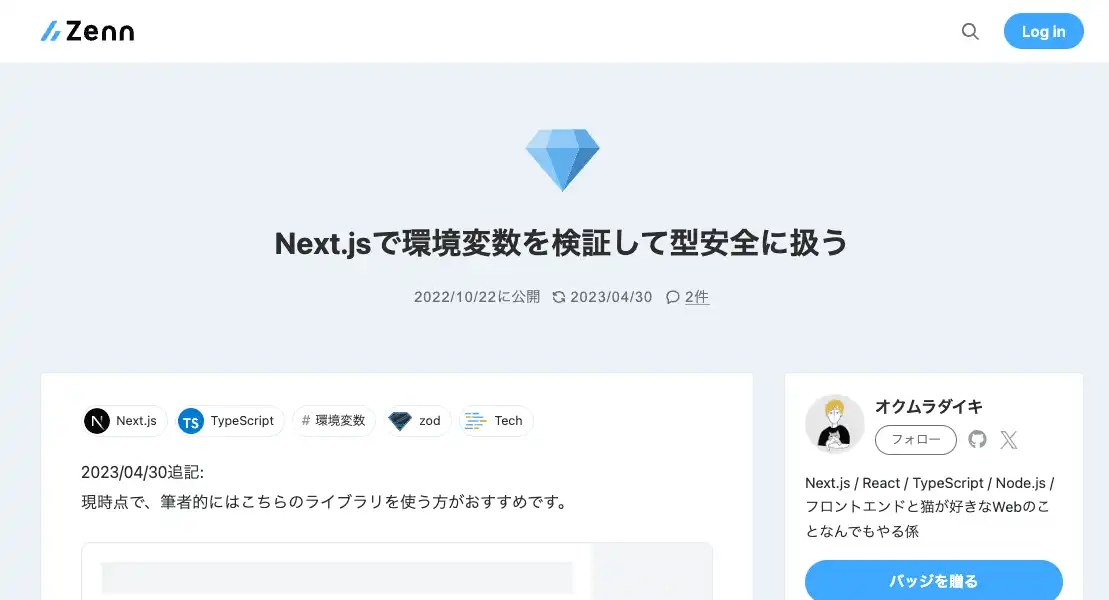 Zenn
Log in
Next.jsで環境変数を検証して型安全に扱う
2022/10/22に公開 2023/04/30 2件
Next.js TypeScript # 環境変数 zod Tech
2023/04/30追記:
現時点で、筆者的にはこちらのライブラリを使う方がおすすめです。
オクムラダイキ
フォロー
Next.js / React / TypeScript / Node.js /
フロントエンドと猫が好きなWebのこ
となんでもやる係
バッジを贈る